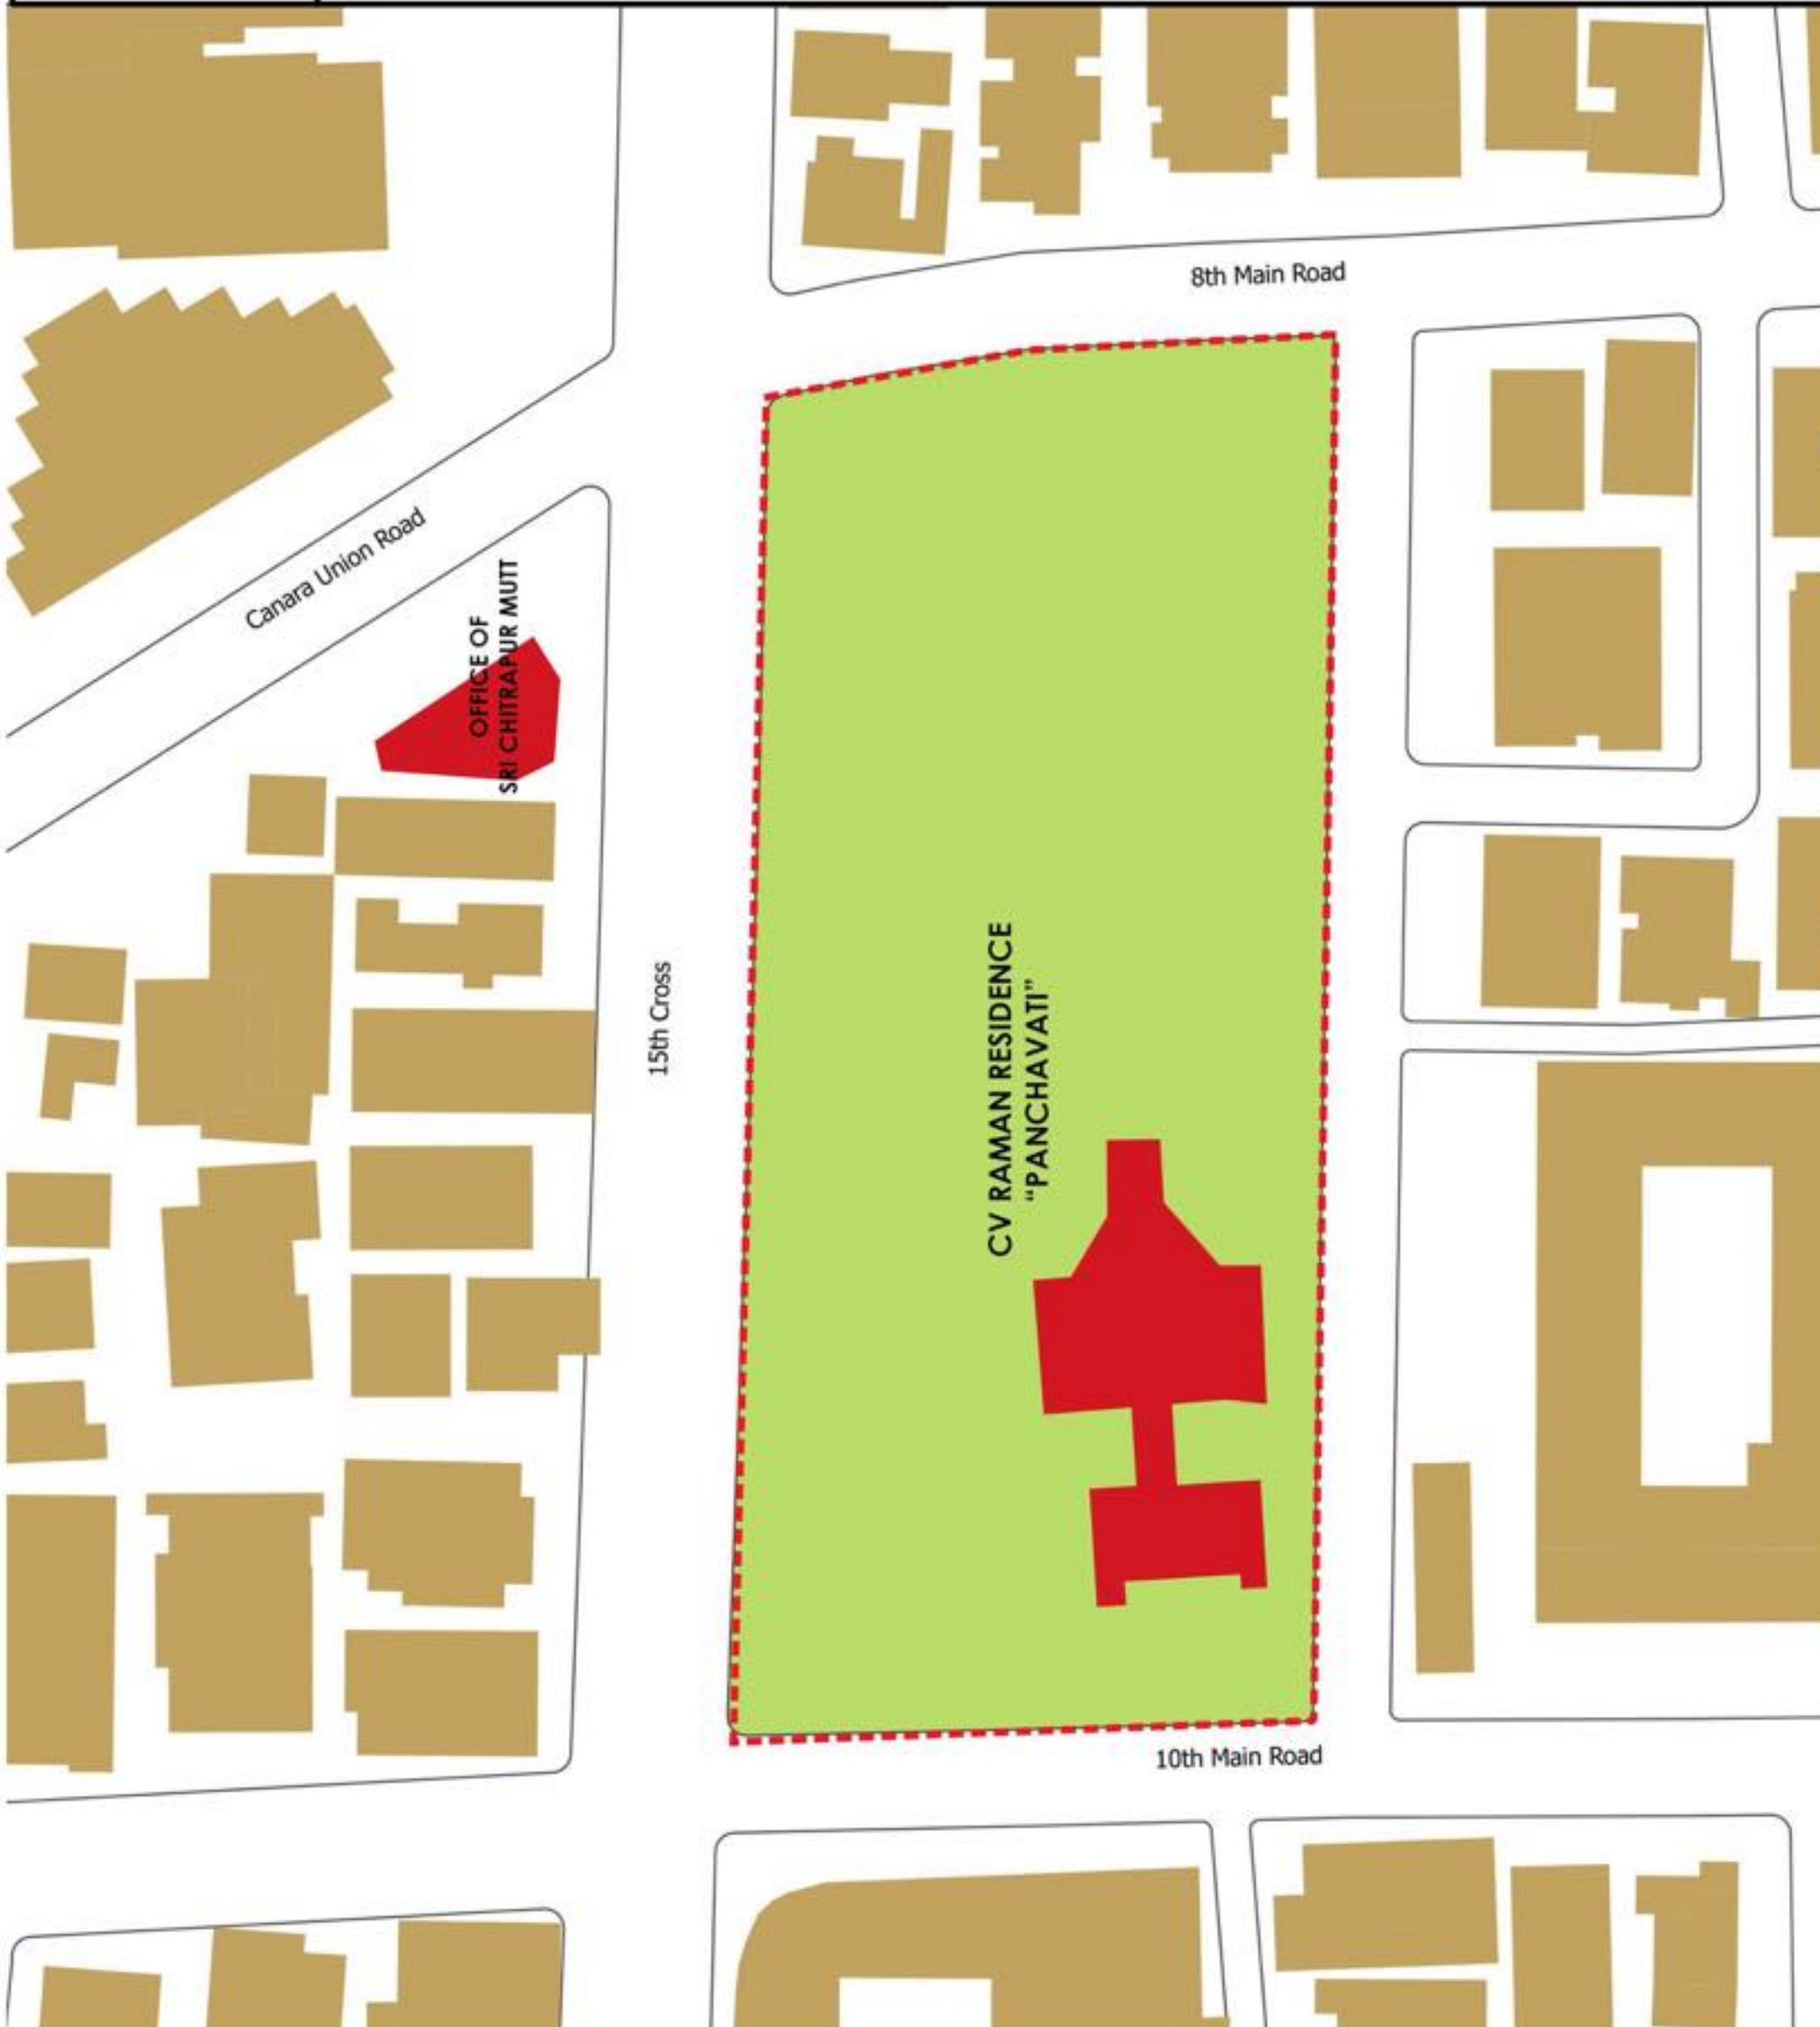 8th Main Road
Canara Union Road
OFFICE OF
SRI CHITRAPUR MUTT
15th Cross
CV RAMAN RESIDENCE
“PANCHAVATI”
10th Main Road